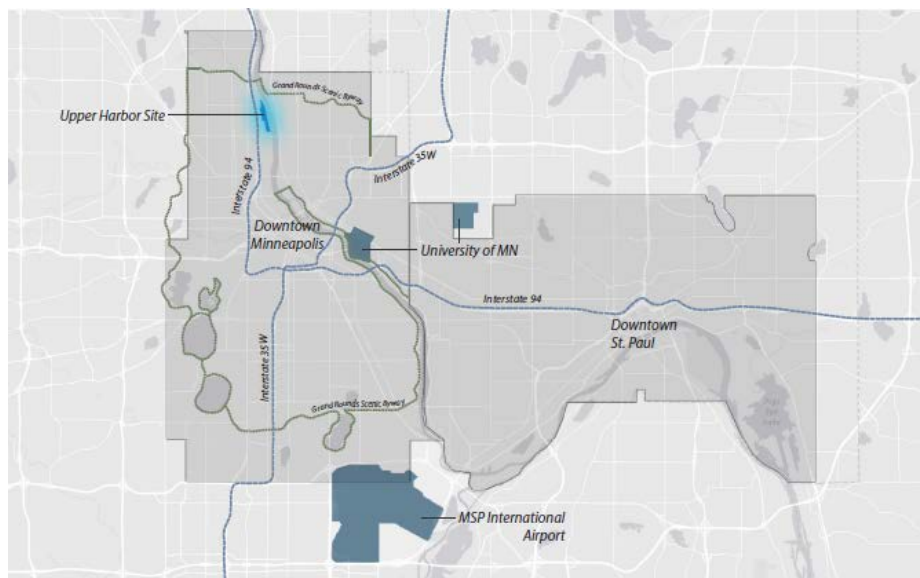 Grand Rounds Scenic Byway
Upper Harbor Site
Interstate 35W
Interstate 94
Downtown
Minneapolis
University of MN
Interstate 94
Downtown
St. Paul
Interstate 35W
Grand Rounds Scenic Byway
MSP International
Airport